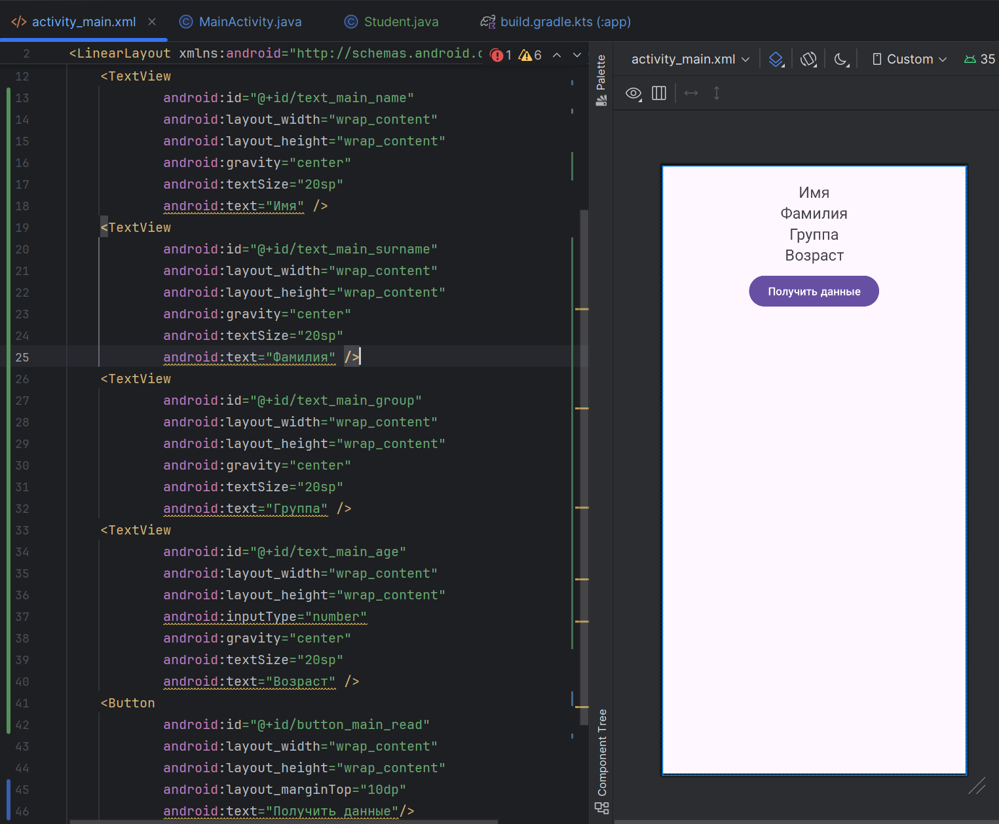 activity_main.xml
MainActivity.java
Student.java
build.gradle.kts (:app)
2 <LinearLayout xmlns:android="http://schemas.android.c
1 6
12 <TextView
13 android:id="@+id/text_main_name"
14 android:layout_width="wrap_content"
15 android:layout_height="wrap_content"
16 android:gravity="center"
17 android:textSize="20sp"
18 android:text="Имя" />
19 <TextView
20 android:id="@+id/text_main_surname"
21 android:layout_width="wrap_content"
22 android:layout_height="wrap_content"
23 android:gravity="center"
24 android:textSize="20sp"
25 android:text="Фамилия" />
26 <TextView
27 android:id="@+id/text_main_group"
28 android:layout_width="wrap_content"
29 android:layout_height="wrap_content"
30 android:gravity="center"
31 android:textSize="20sp"
32 android:text="Группа" />
33 <TextView
34 android:id="@+id/text_main_age"
35 android:layout_width="wrap_content"
36 android:layout_height="wrap_content"
37 android:inputType="number"
38 android:gravity="center"
39 android:textSize="20sp"
40 android:text="Возраст" />
41 <Button
42 android:id="@+id/button_main_read"
43 android:layout_width="wrap_content"
44 android:layout_height="wrap_content"
45 android:layout_marginTop="10dp"
46 android:text="Получить данные"/>
Palette
Component Tree
activity_main.xml
Custom
35
Имя
Фамилия
Группа
Возраст
Получить данные